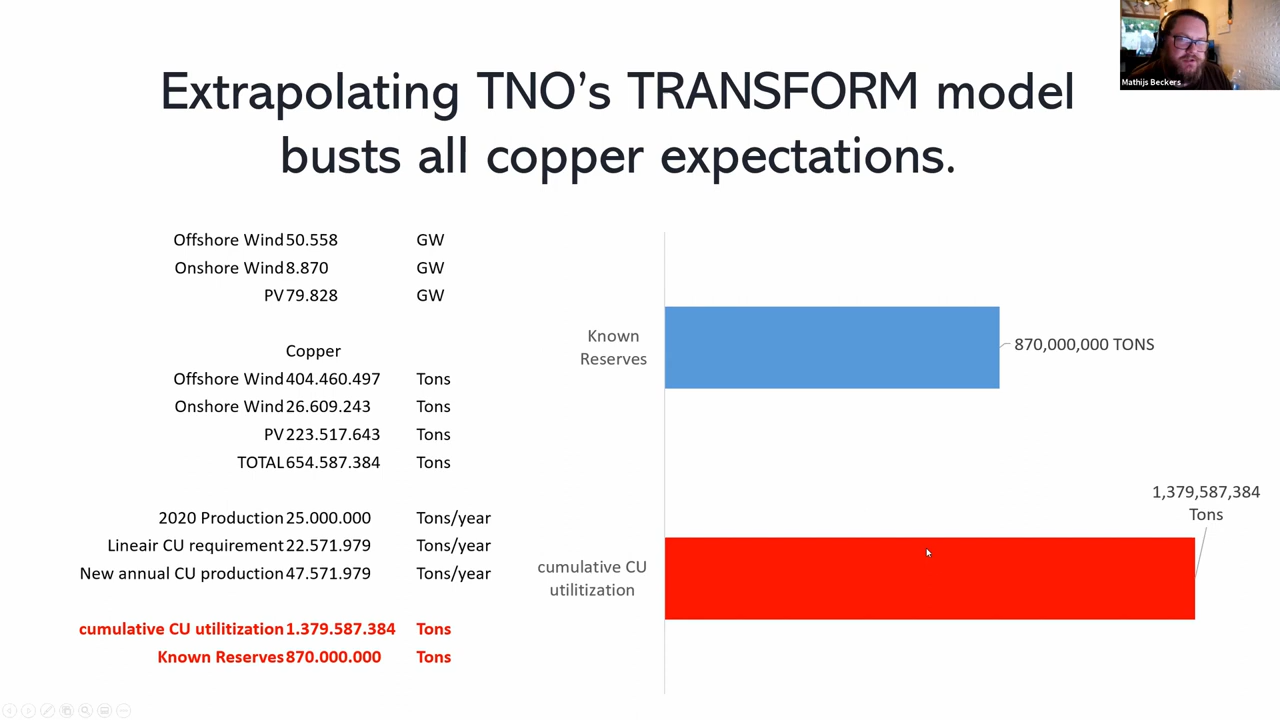 Mathijs Beckers
Extrapolating TNO's TRANSFORM model
busts all copper expectations.
Offshore Wind 50.558 GW
Onshore Wind 8.870 GW
PV 79.828 GW
Copper
Offshore Wind 404.460.497 Tons
Onshore Wind 26.609.243 Tons
PV 223.517.643 Tons
TOTAL 654.587.384 Tons
2020 Production 25.000.000 Tons/year
Lineair CU requirement 22.571.979 Tons/year
New annual CU production 47.571.979 Tons/year
cumulative CU utilitization 1.379.587.384 Tons
Known Reserves 870.000.000 Tons
Known
Reserves
870,000,000 TONS
cumulative CU
utilitization
1,379,587,384
Tons